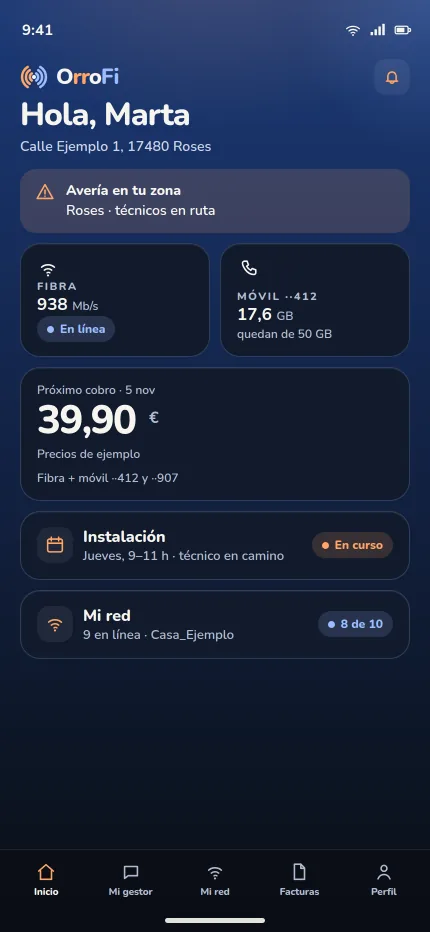 9:41
OrroFi
Hola, Marta
Calle Ejemplo 1, 17480 Roses
Avería en tu zona
Roses · técnicos en ruta
FIBRA
938 Mb/s
En línea
MÓVIL ··412
17,6 GB
quedan de 50 GB
Próximo cobro · 5 nov
39,90 €
Precios de ejemplo
Fibra + móvil ··412 y ··907
Instalación
Jueves, 9–11 h · técnico en camino
En curso
Mi red
9 en línea · Casa_Ejemplo
8 de 10
Inicio
Mi gestor
Mi red
Facturas
Perfil